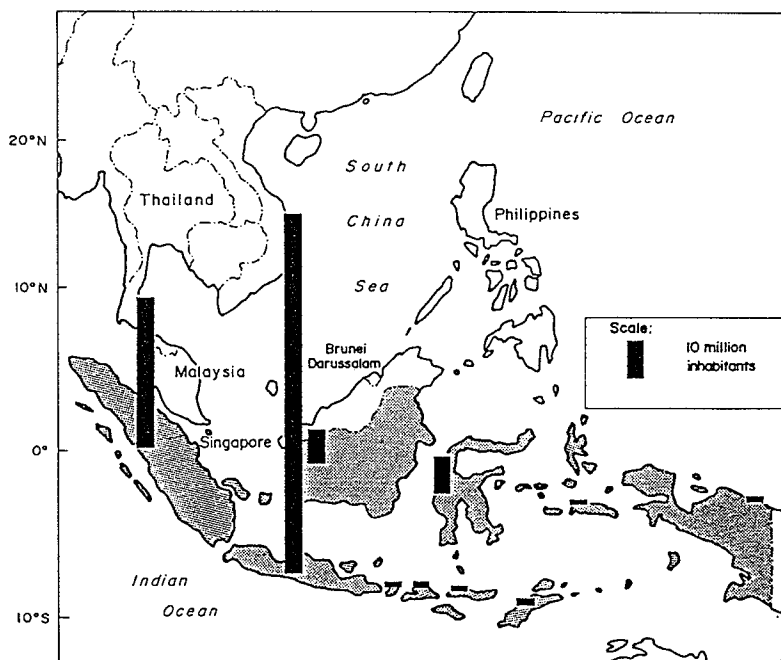 Pacific Ocean
20°N
South
Thailand
China
Philippines
10°N
Sea
Scale;
10 million
inhabitants
Brunei
Darussalam
Malaysia
Singapore
0°
Indian
Ocean
10°S